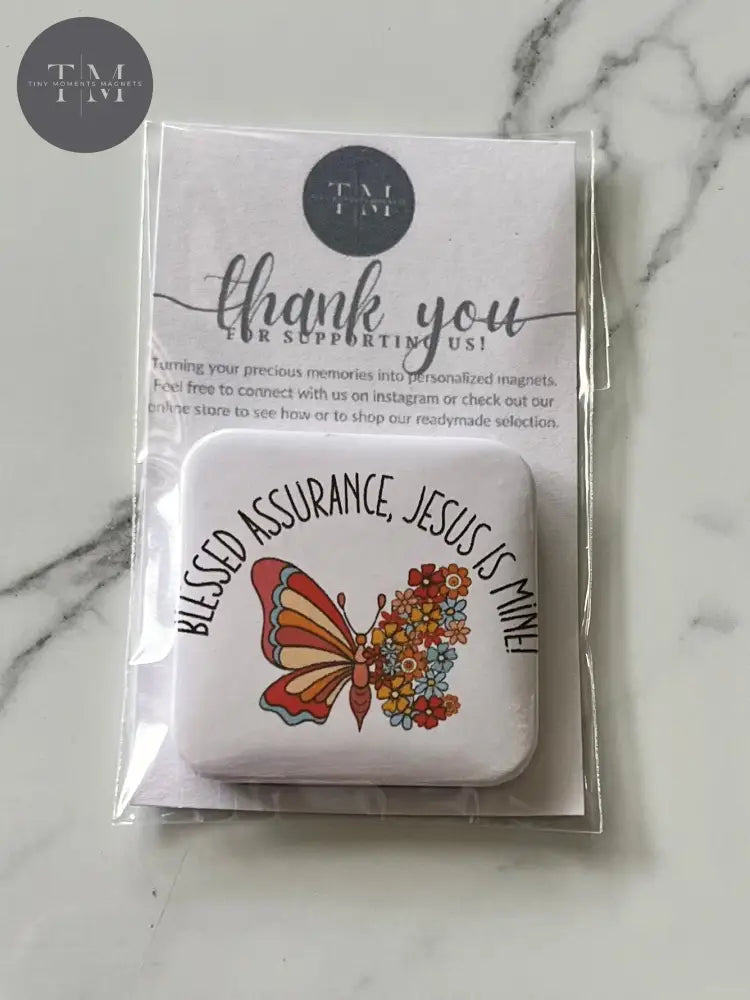 T M
TINY MOMENTS MAGNETS
T M
thank you
FOR SUPPORTING US!
Turning your precious memories into personalized magnets.
Feel free to connect with us on instagram or check out our
online store to see how or to shop our readymade selection.
BLESSED ASSURANCE, JESUS IS MINE!